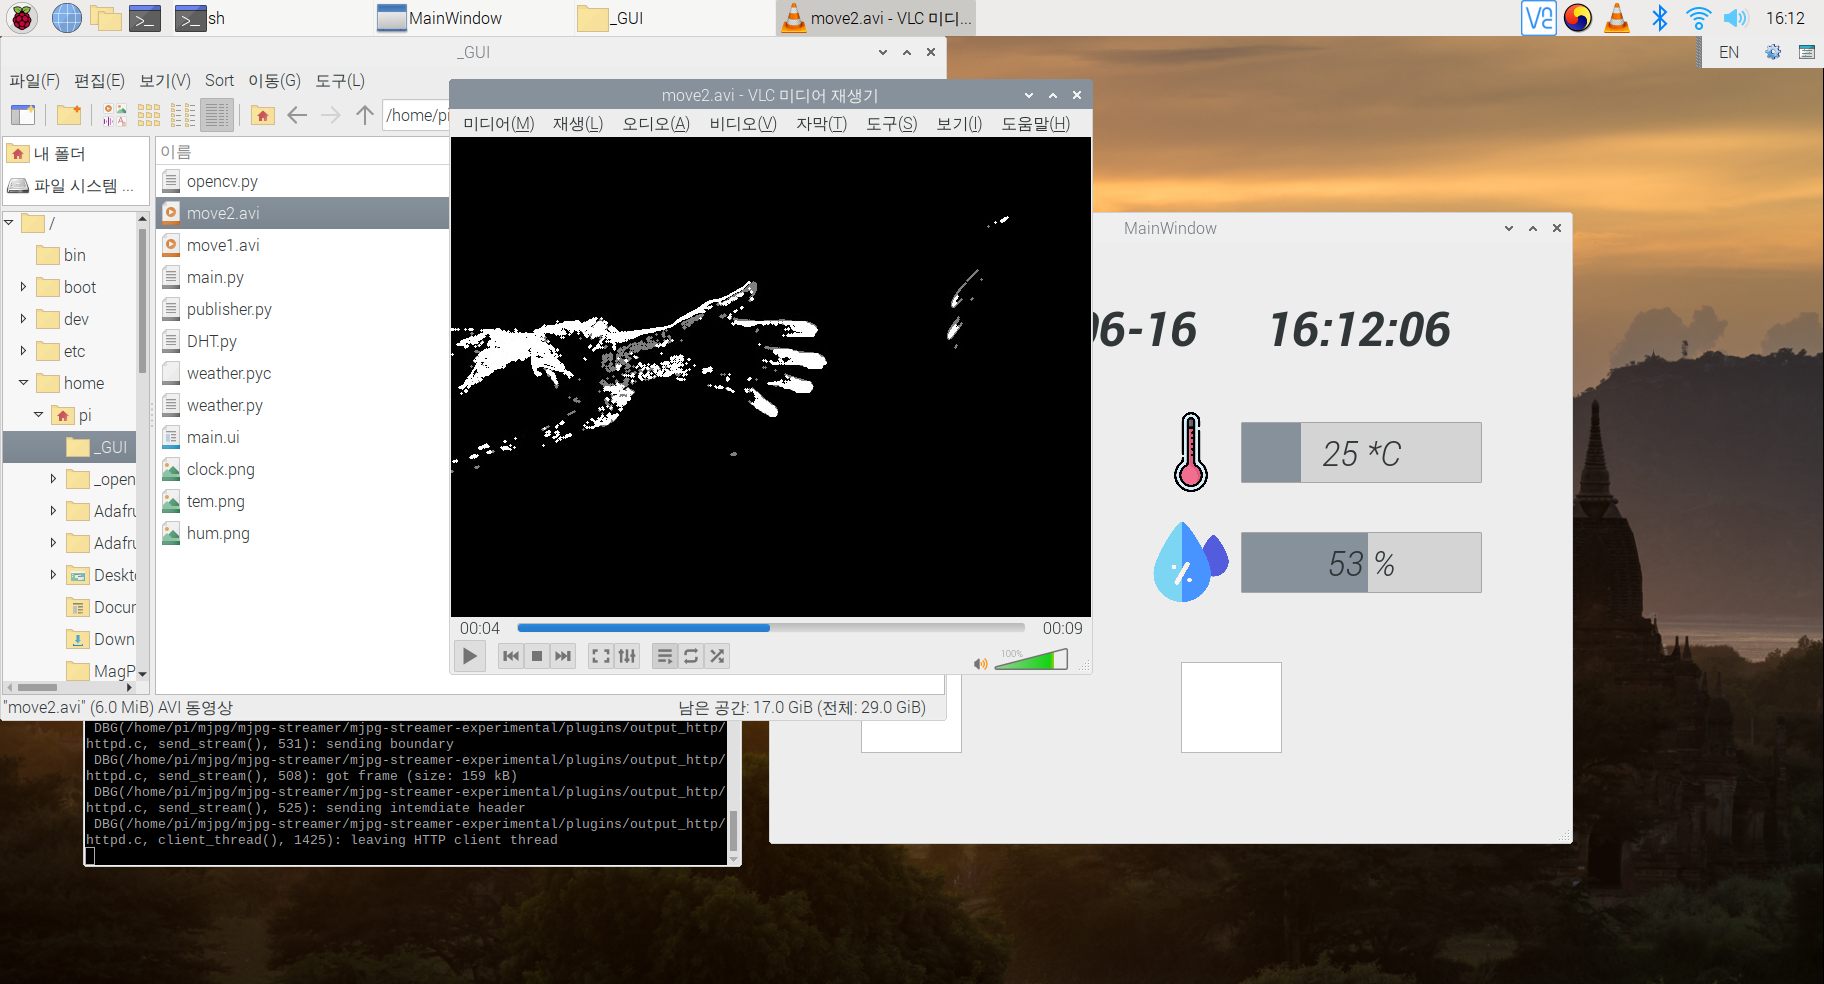 sh
MainWindow
_GUI
move2.avi - VLC 미디...
16:12
EN
_GUI
파일(F) 편집(E) 보기(V) Sort 이동(G) 도구(L)
/home/pi
내 폴더
파일 시스템 ...
/
bin
boot
dev
etc
home
pi
_GUI
_open
Adafru
Adafru
Deskto
Docum
Down
MagP
이름
opencv.py
move2.avi
move1.avi
main.py
publisher.py
DHT.py
weather.pyc
weather.py
main.ui
clock.png
tem.png
hum.png
"move2.avi" (6.0 MiB) AVI 동영상
남은 공간: 17.0 GiB (전체: 29.0 GiB)
move2.avi - VLC 미디어 재생기
미디어(M) 재생(L) 오디오(A) 비디오(V) 자막(T) 도구(S) 보기(I) 도움말(H)
00:04
00:09
100%
MainWindow
06-16 16:12:06
25 *C
53 %
DBG(/home/pi/mjpg/mjpg-streamer/mjpg-streamer-experimental/plugins/output_http/
httpd.c, send_stream(), 531): sending boundary
DBG(/home/pi/mjpg/mjpg-streamer/mjpg-streamer-experimental/plugins/output_http/
httpd.c, send_stream(), 508): got frame (size: 159 kB)
DBG(/home/pi/mjpg/mjpg-streamer/mjpg-streamer-experimental/plugins/output_http/
httpd.c, send_stream(), 525): sending intemdiate header
DBG(/home/pi/mjpg/mjpg-streamer/mjpg-streamer-experimental/plugins/output_http/
httpd.c, client_thread(), 1425): leaving HTTP client thread